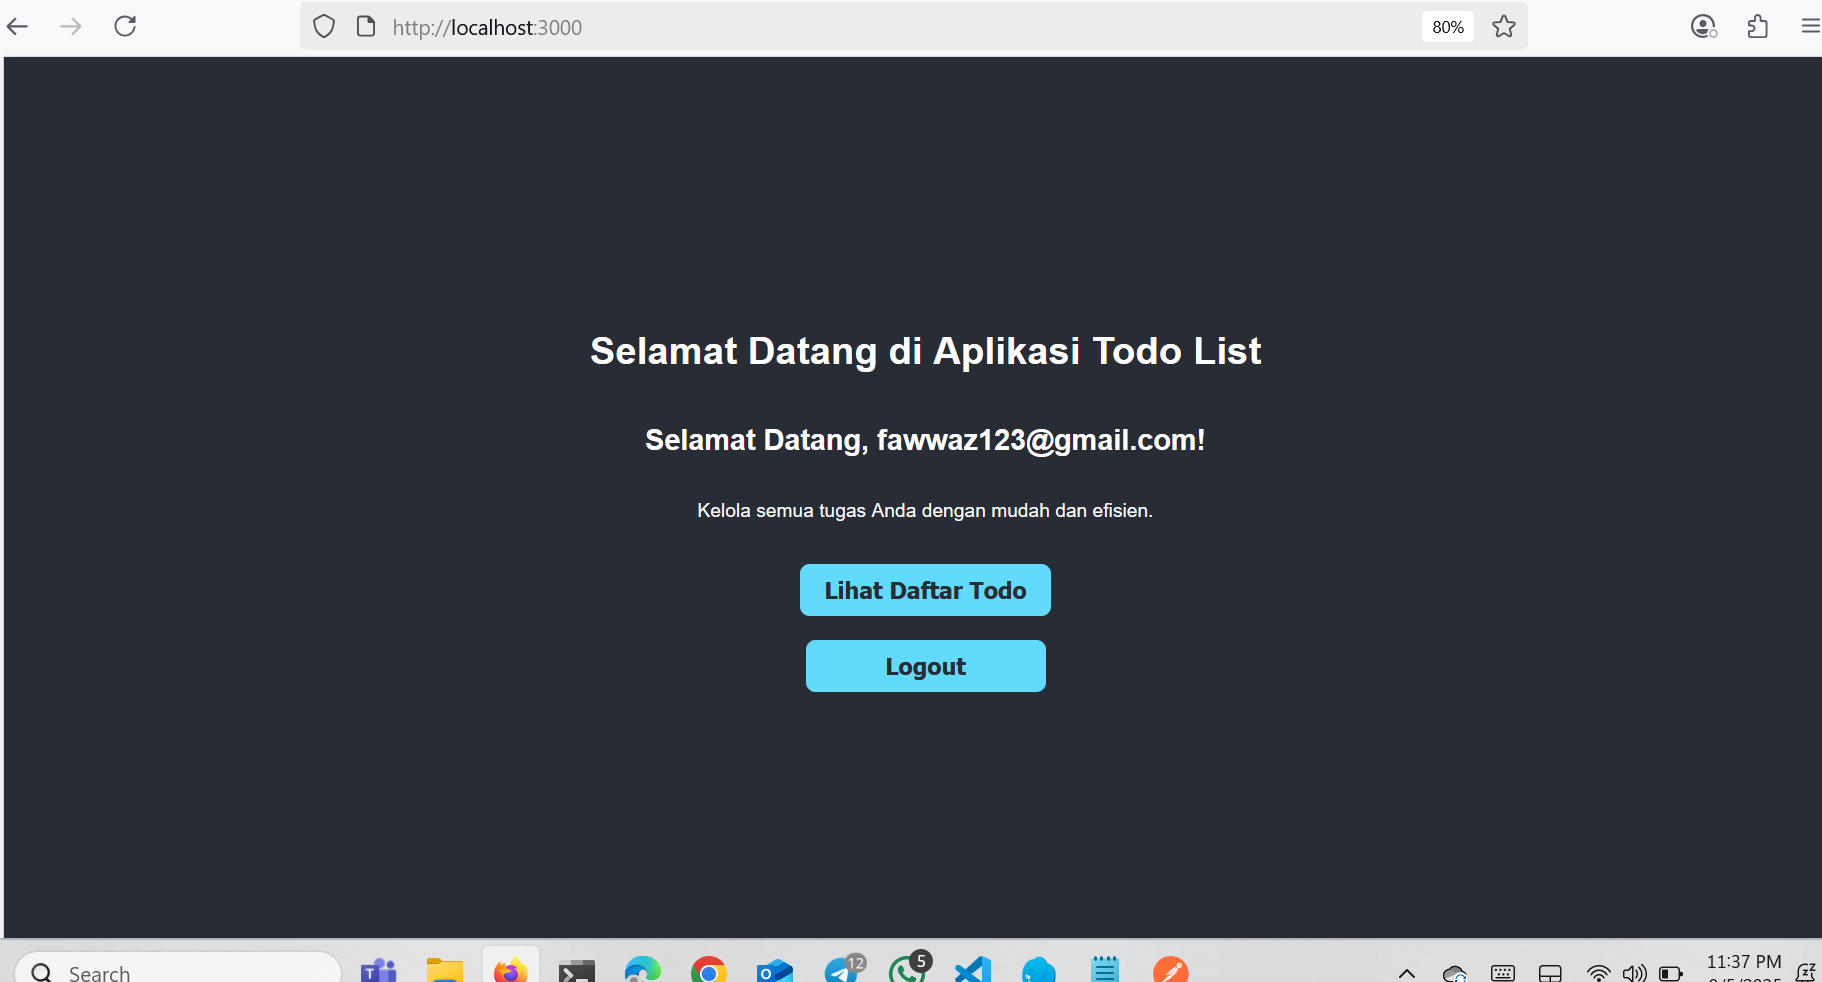 http://localhost:3000
80%
Selamat Datang di Aplikasi Todo List
Selamat Datang, fawwaz123@gmail.com!
Kelola semua tugas Anda dengan mudah dan efisien.
Lihat Daftar Todo
Logout
Search
12
5
11:37 PM